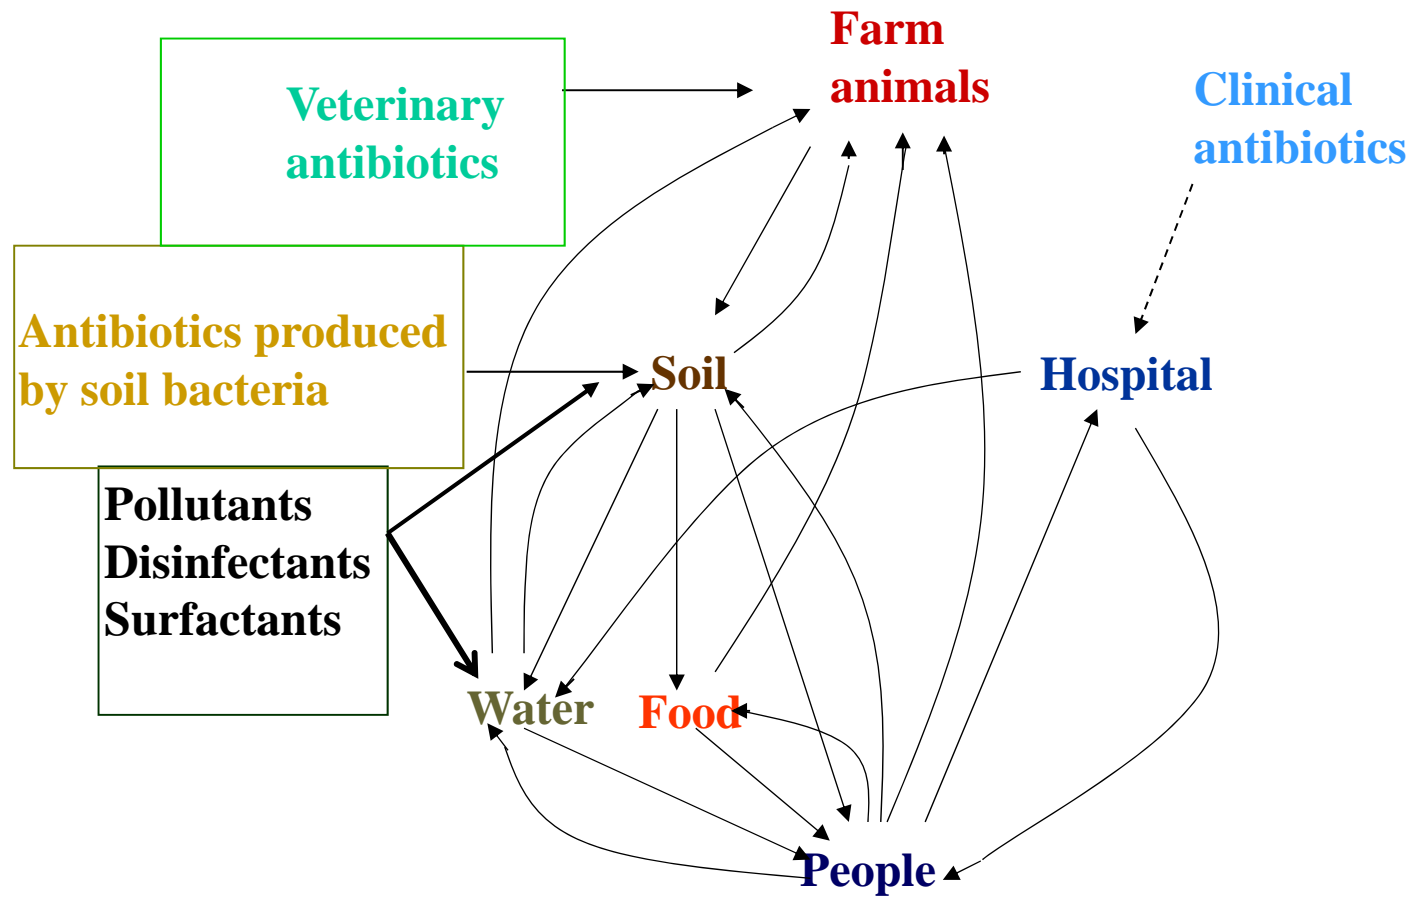 Farm
animals
Veterinary
antibiotics
Clinical
antibiotics
Antibiotics produced
by soil bacteria
Soil
Hospital
Pollutants
Disinfectants
Surfactants
Water
Food
People